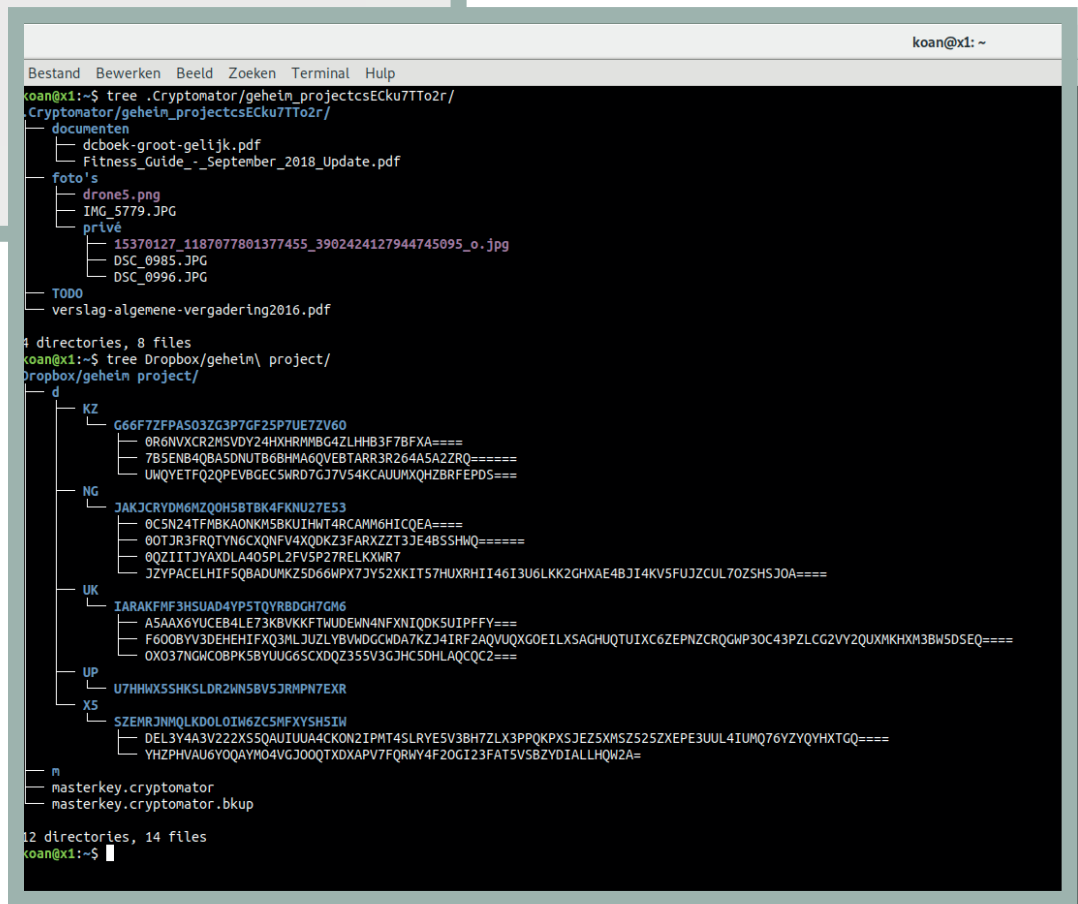 koan@x1: ~
Bestand Bewerken Beeld Zoeken Terminal Hulp
koan@x1:~$ tree .Cryptomator/geheim_projectcsECku7TTo2r/
.Cryptomator/geheim_projectcsECku7TTo2r/
├── documenten
│   ├── dcboek-groot-gelijk.pdf
│   └── Fitness_Guide_-_September_2018_Update.pdf
├── foto's
│   ├── drone5.png
│   ├── IMG_5779.JPG
│   └── privé
│       ├── 15370127_1187077801377455_3902424127944745095_o.jpg
│       ├── DSC_0985.JPG
│       └── DSC_0996.JPG
├── TODO
└── verslag-algemene-vergadering2016.pdf
4 directories, 8 files
koan@x1:~$ tree Dropbox/geheim\ project/
Dropbox/geheim project/
├── d
│   ├── KZ
│   │   └── G66F7ZFPASO3ZG3P7GF25P7UE7ZV6O
│   │       ├── 0R6NVXCR2MSVDY24HXHRMMBG4ZLHHB3F7BFXA====
│   │       ├── 7B5ENB4QBA5DNUTB6BHMA6QVEBTARR3R264A5A2ZRQ======
│   │       └── UWQYETFQ2QPEVBGEC5WRD7GJ7V54KCAUUMXQHZBRFEPDS===
│   ├── NG
│   │   └── JAKJCRYDM6MZQOH5BTBK4FKNU27E53
│   │       ├── 0C5N24TFMBKAONKM5BKUIHWT4RCAMM6HICQEA====
│   │       ├── 0OTJR3FRQTYN6CXQNFV4XQDKZ3FARXZZT3JE4BSSHWQ======
│   │       ├── 0QZIITJYAXDLA4O5PL2FV5P27RELKXWR7
│   │       └── JZYPACELHIF5QBADUMKZ5D66WPX7JY52XKIT57HUXRHII46I3U6LKK2GHXAE4BJI4KV5FUJZCUL7OZSHSJOA====
│   ├── UK
│   │   └── IARAKFMF3HSUAD4YP5TQYRBDGH7GM6
│   │       ├── A5AAX6YUCEB4LE73KBVKKFTWUDEWN4NFXNIQDK5UIPFFY===
│   │       ├── F6OOBYV3DEHEHIFXQ3MLJUZLYBVWDGCWDA7KZJ4IRF2AQVUQXGOEILXSAGHUQTUIXC6ZEPNZCRQGWP3OC43PZLCG2VY2QUXMKHXM3BW5DSEQ====
│   │       └── OXO37NGWCOBPK5BYUUG6SCXDQZ355V3GJHC5DHLAQCQC2===
│   ├── UP
│   │   └── U7HHWX5SHKSLDR2WN5BV5JRMPN7EXR
│   └── X5
│       └── SZEMRJNMQLKDOLOIW6ZC5MFXYSH5IW
│           ├── DEL3Y4A3V222XS5QAUIUUA4CKON2IPMT4SLRYE5V3BH7ZLX3PPQKPXSJEZ5XMSZ525ZXEPE3UUL4IUMQ76YZYQYHXTGQ====
│           └── YHZPHVAU6YOQAYMO4VGJOOQTXDXAPV7FQRWY4F2OGI23FAT5VSBZYDIALLHQW2A=
├── m
├── masterkey.cryptomator
└── masterkey.cryptomator.bkup
12 directories, 14 files
koan@x1:~$